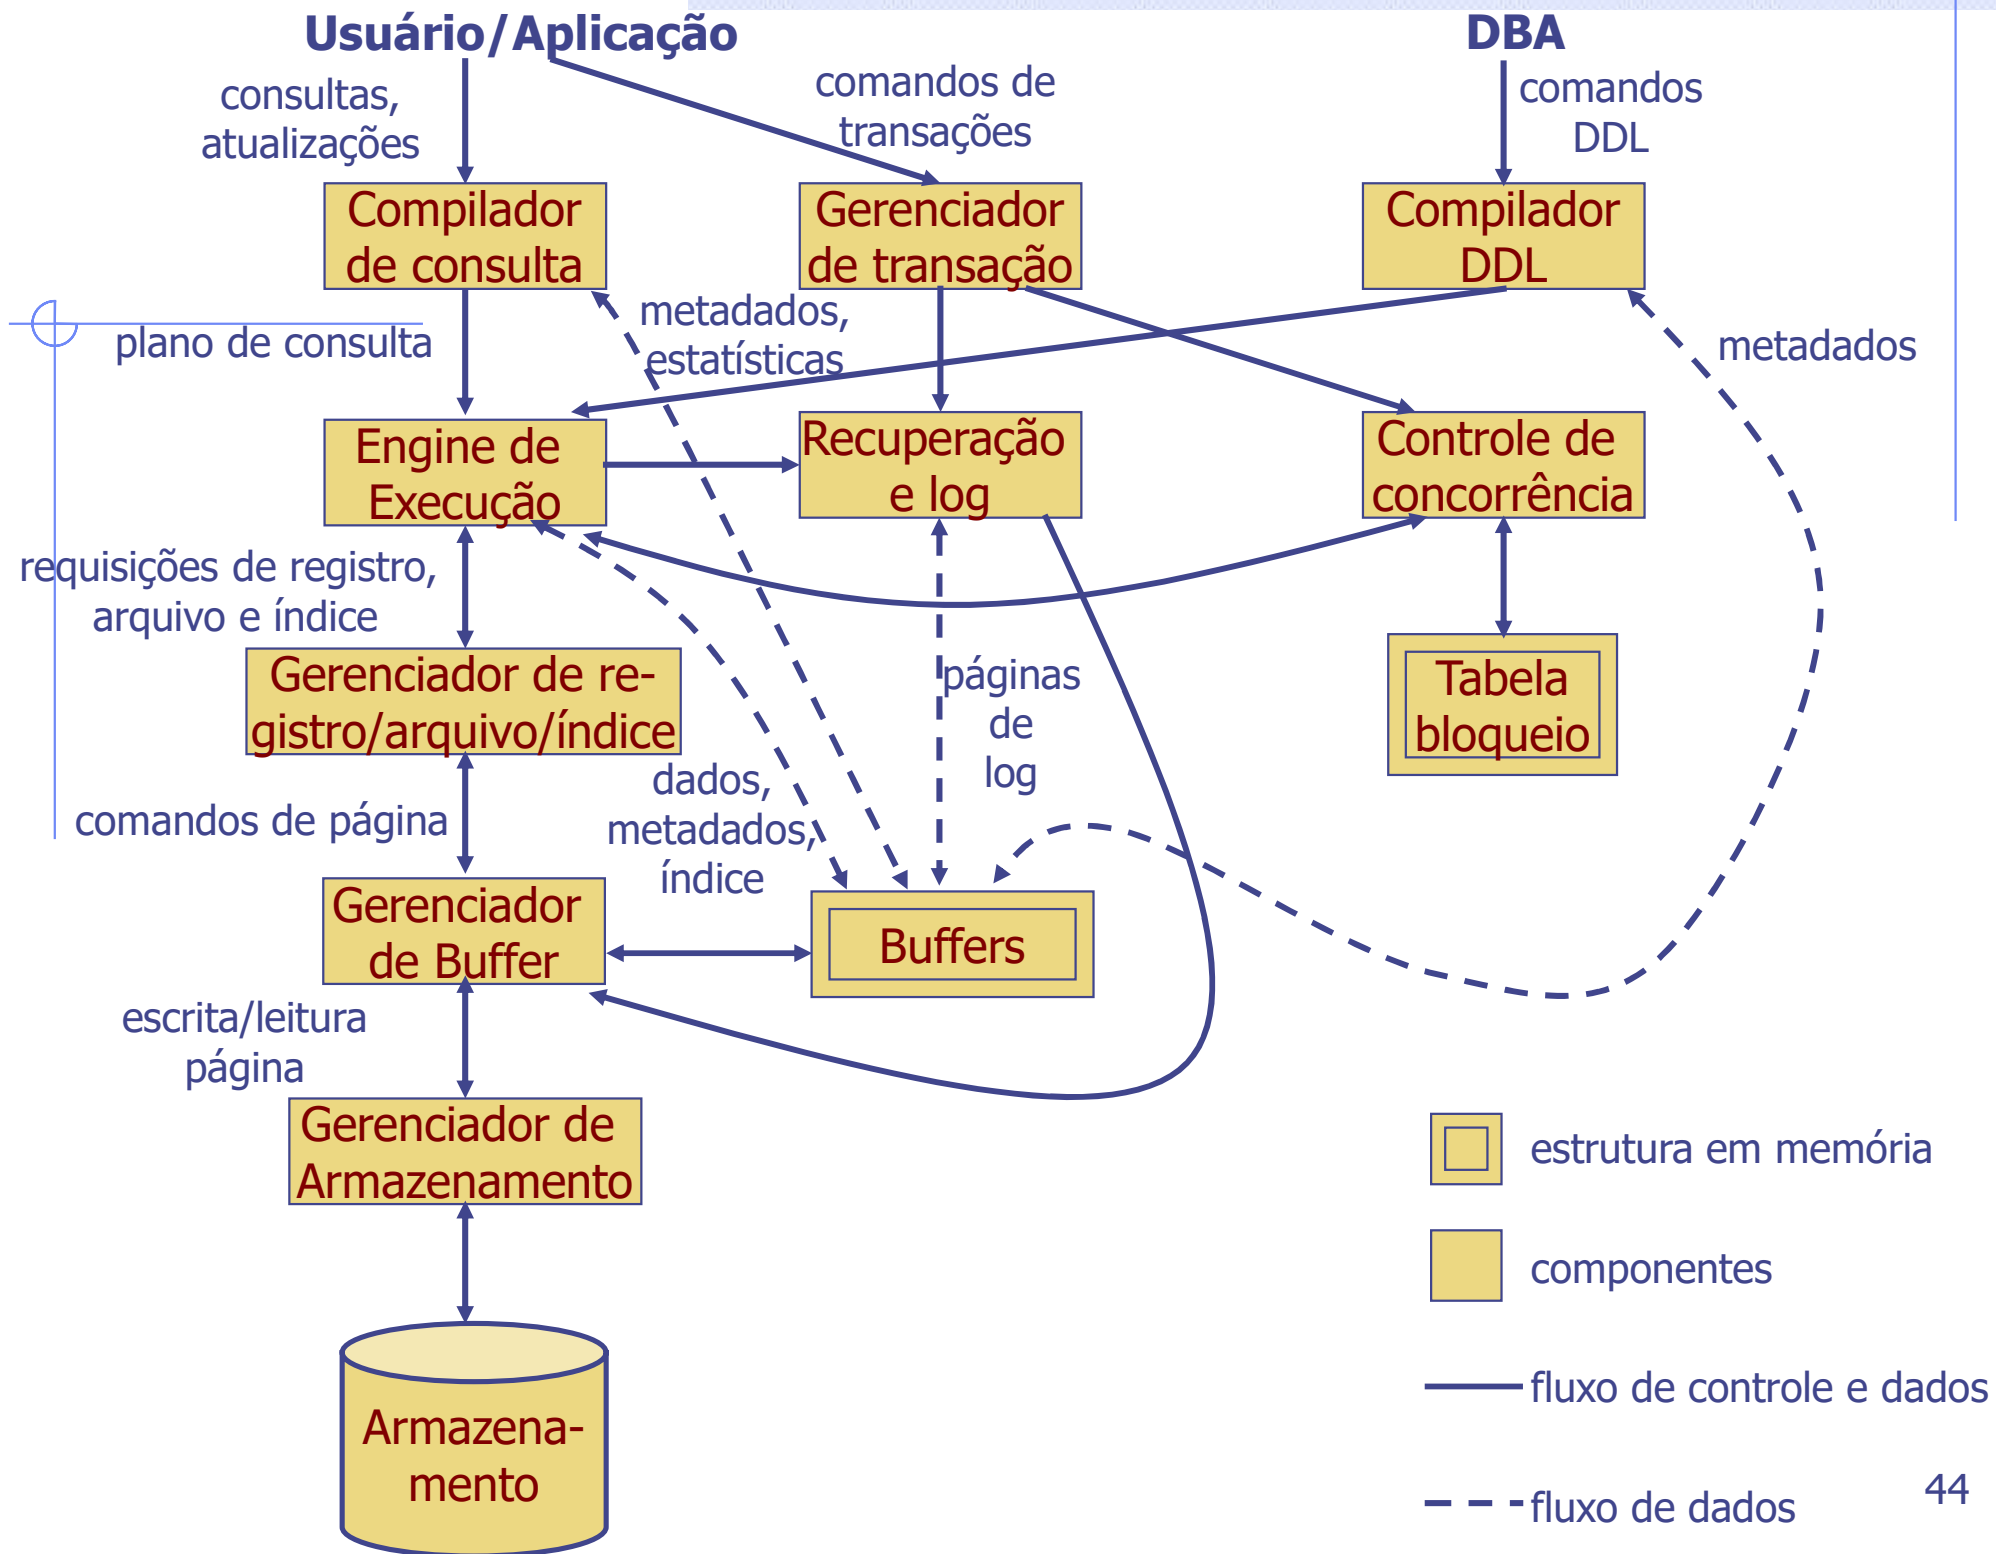 Usuário/Aplicação
DBA
consultas,
atualizações
comandos de
transações
comandos
DDL
Compilador
de consulta
Gerenciador
de transação
Compilador
DDL
plano de consulta
metadados,
estatísticas
metadados
Engine de
Execução
Recuperação
e log
Controle de
concorrência
requisições de registro,
arquivo e índice
Gerenciador de re-
gistro/arquivo/índice
páginas
de
log
Tabela
bloqueio
comandos de página
dados,
metadados,
índice
Gerenciador
de Buffer
Buffers
escrita/leitura
página
Gerenciador de
Armazenamento
Armazena-
mento
estrutura em memória
componentes
fluxo de controle e dados
fluxo de dados
44